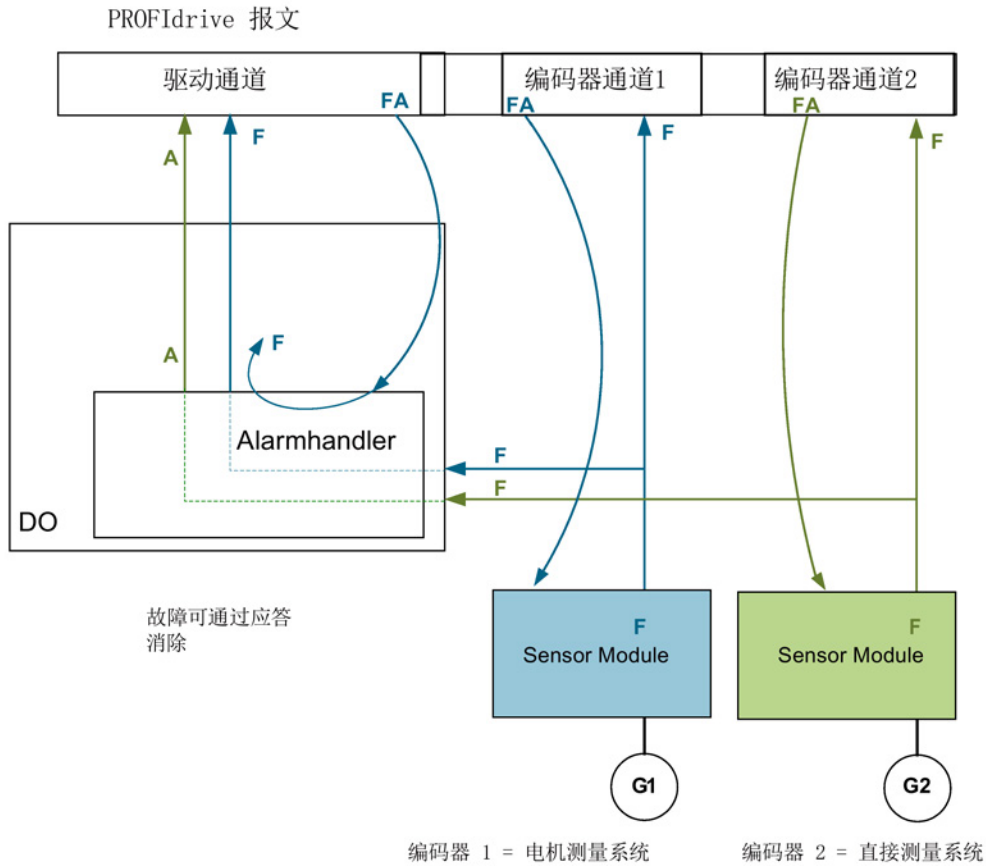 PROFIdrive 报文
驱动通道
编码器通道1
编码器通道2
FA
FA
FA
A
F
F
F
A
F
Alarmhandler
F
F
DO
故障可通过应答
消除
F
Sensor Module
F
Sensor Module
G1
G2
编码器 1 = 电机测量系统
编码器 2 = 直接测量系统